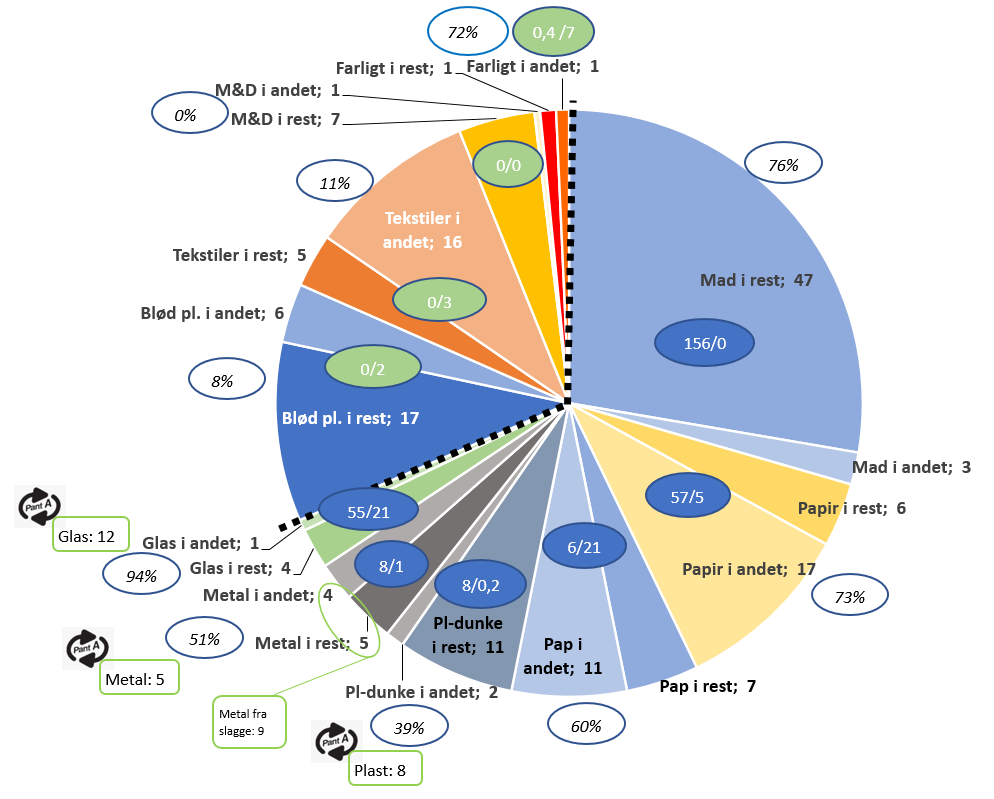 72%
0,4 /7
Farligt i rest;  1
Farligt i andet;  1
M&D i andet;  1
0%
M&D i rest;  7
76%
0/0
11%
Tekstiler i
andet;  16
Tekstiler i rest;  5
Mad i rest;  47
0/3
Blød pl. i andet;  6
156/0
0/2
8%
Blød pl. i rest;  17
Mad i andet;  3
57/5
Pant A
55/21
Papir i rest;  6
Glas: 12
Glas i andet;  1
6/21
94%
Glas i rest;  4
8/1
Papir i andet;  17
8/0,2
Metal i andet;  4
73%
51%
Metal i rest;  5
Pl-dunke
i rest;  11
Pap i
andet;  11
Pant A
Metal: 5
Pap i rest;  7
Pl-dunke i andet;  2
Metal fra
slagge: 9
39%
60%
Pant A
Plast: 8